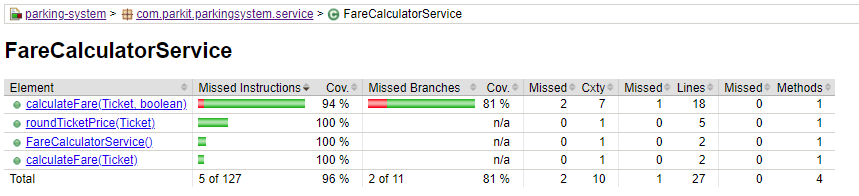 parking-system > com.parkit.parkingsystem.service > FareCalculatorService
FareCalculatorService
Element Missed Instructions Cov. Missed Branches Cov. Missed Cxty Missed Lines Missed Methods
calculateFare(Ticket, boolean) 94 % 81 % 2 7 1 18 0 1
roundTicketPrice(Ticket) 100 % n/a 0 1 0 5 0 1
FareCalculatorService() 100 % n/a 0 1 0 2 0 1
calculateFare(Ticket) 100 % n/a 0 1 0 2 0 1
Total 5 of 127 96 % 2 of 11 81 % 2 10 1 27 0 4